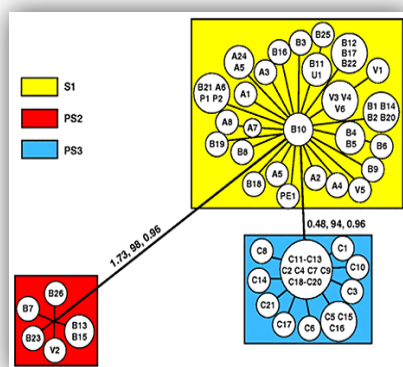 S1
PS2
PS3
B25
B3
B16
B12
B17
B22
A24
A5
B11
U1
V1
A3
B21 A6
P1 P2
A1
V3 V4
V6
B1 B14
B2 B20
A8
A7
B10
B4
B5
B6
B19
B8
B9
A5
A2
A4
V5
B18
PE1
1.73, 98, 0.96
0.48, 94, 0.96
C8
C1
C11-C13
C2 C4 C7 C9
C18-C20
C10
C14
C3
C21
C5 C15
C16
C17
C6
B26
B7
B13
B15
B23
V2